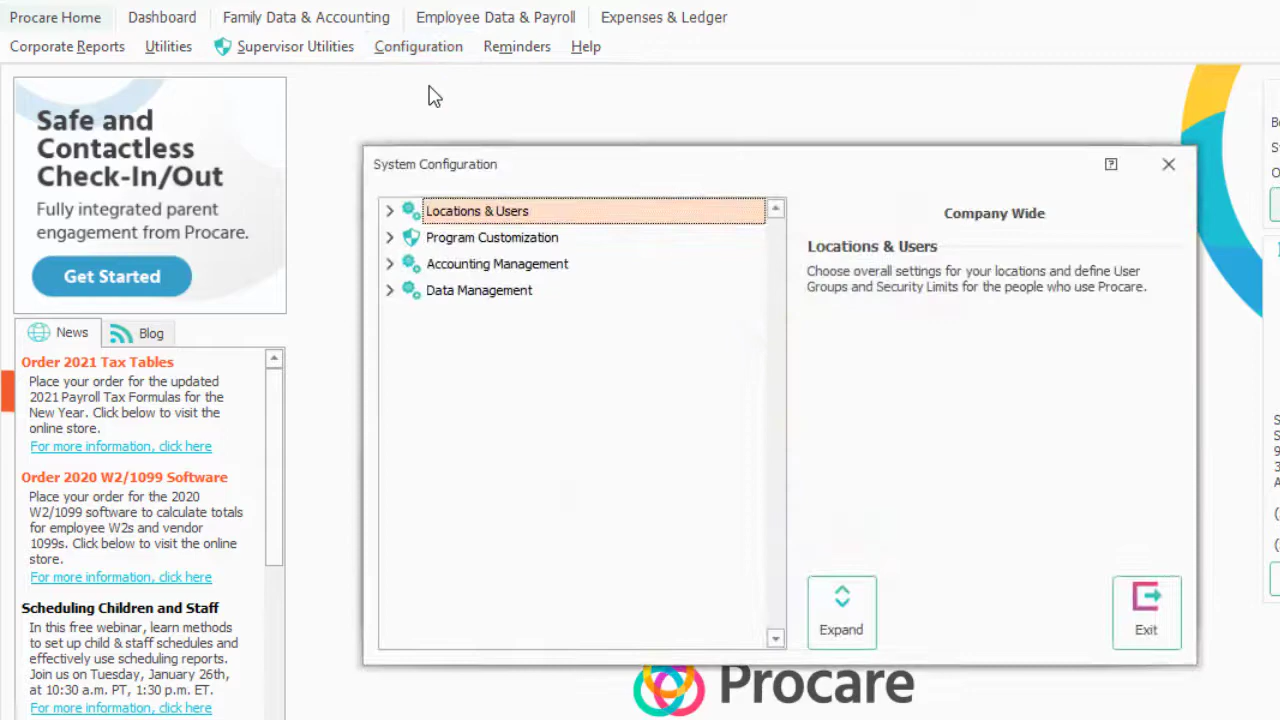 Procare Home Dashboard Family Data & Accounting Employee Data & Payroll Expenses & Ledger
Corporate Reports Utilities Supervisor Utilities Configuration Reminders Help
Safe and
Contactless
Check-In/Out
Fully integrated parent
engagement from Procare.
Get Started
News Blog
Order 2021 Tax Tables
Place your order for the updated
2021 Payroll Tax Formulas for the
New Year. Click below to visit the
online store.
For more information, click here
Order 2020 W2/1099 Software
Place your order for the 2020
W2/1099 software to calculate totals
for employee W2s and vendor
1099s. Click below to visit the online
store.
For more information, click here
Scheduling Children and Staff
In this free webinar, learn methods
to set up child & staff schedules and
effectively use scheduling reports.
Join us on Tuesday, January 26th,
at 10:30 a.m. PT, 1:30 p.m. ET.
For more information, click here
System Configuration
Locations & Users
Program Customization
Accounting Management
Data Management
Company Wide
Locations & Users
Choose overall settings for your locations and define User
Groups and Security Limits for the people who use Procare.
Expand
Exit
Procare